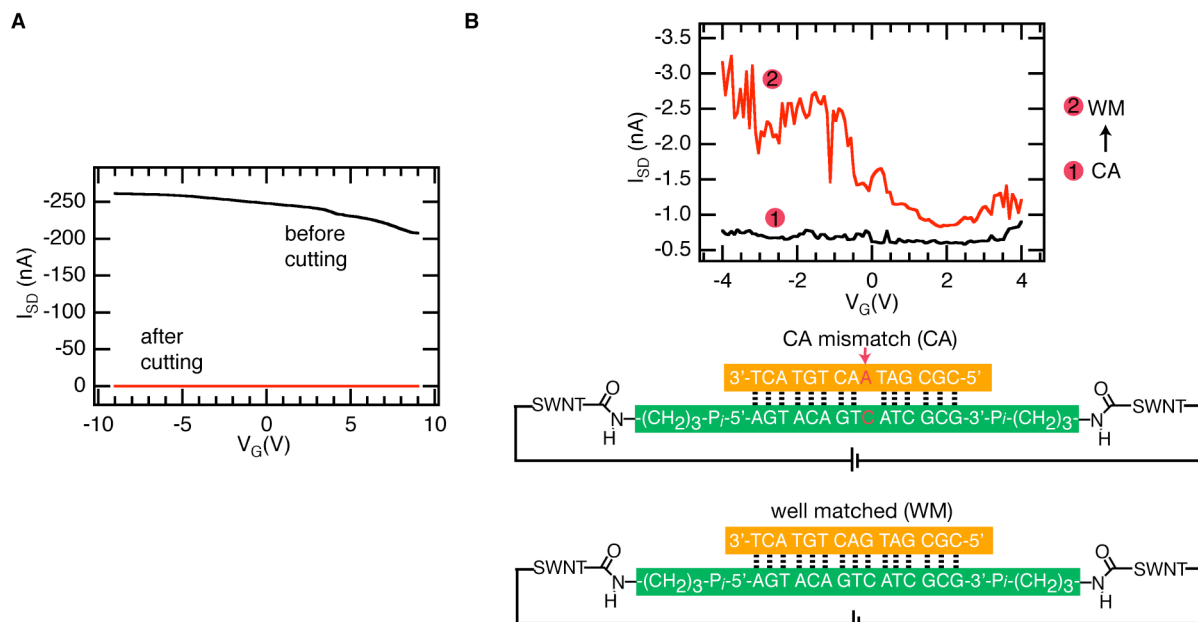 A
B
-250
-200
-150
-100
-50
0
I_SD (nA)
before
cutting
after
cutting
-10
-5
0
5
10
V_G(V)
-3.5
-3.0
-2.5
-2.0
-1.5
-1.0
-0.5
I_SD (nA)
2
1
-4
-2
0
2
4
V_G(V)
2 WM
1 CA
CA mismatch (CA)
3’-TCA TGT CAA TAG CGC-5’
SWNT O N H -(CH2)3-Pi-5’-AGT ACA GTC ATC GCG-3’-Pi-(CH2)3- N H O SWNT
well matched (WM)
3’-TCA TGT CAG TAG CGC-5’
SWNT O N H -(CH2)3-Pi-5’-AGT ACA GTC ATC GCG-3’-Pi-(CH2)3- N H O SWNT